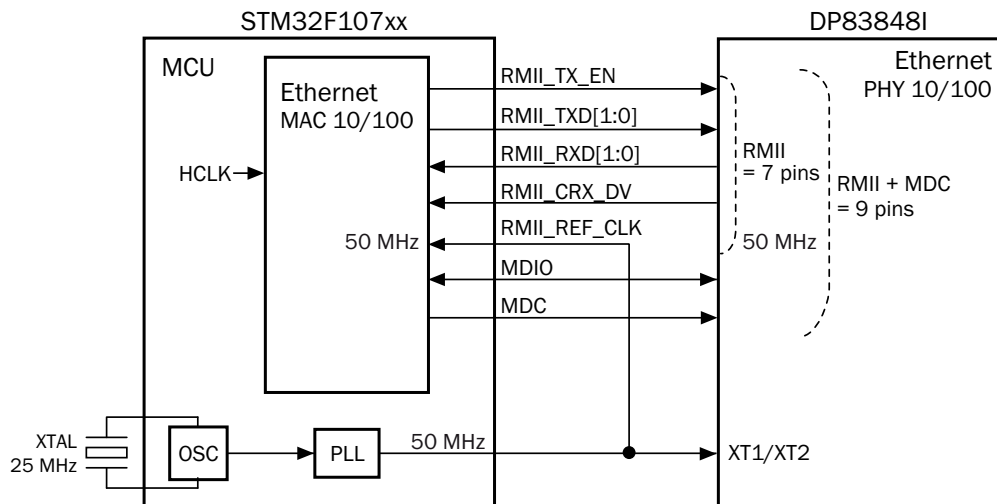 STM32F107xx
DP83848I
MCU
Ethernet
MAC 10/100
HCLK
50 MHz
RMII_TX_EN
RMII_TXD[1:0]
RMII_RXD[1:0]
RMII_CRX_DV
RMII_REF_CLK
MDIO
MDC
Ethernet
PHY 10/100
RMII
= 7 pins
RMII + MDC
= 9 pins
50 MHz
XTAL
25 MHz
OSC
PLL
50 MHz
XT1/XT2